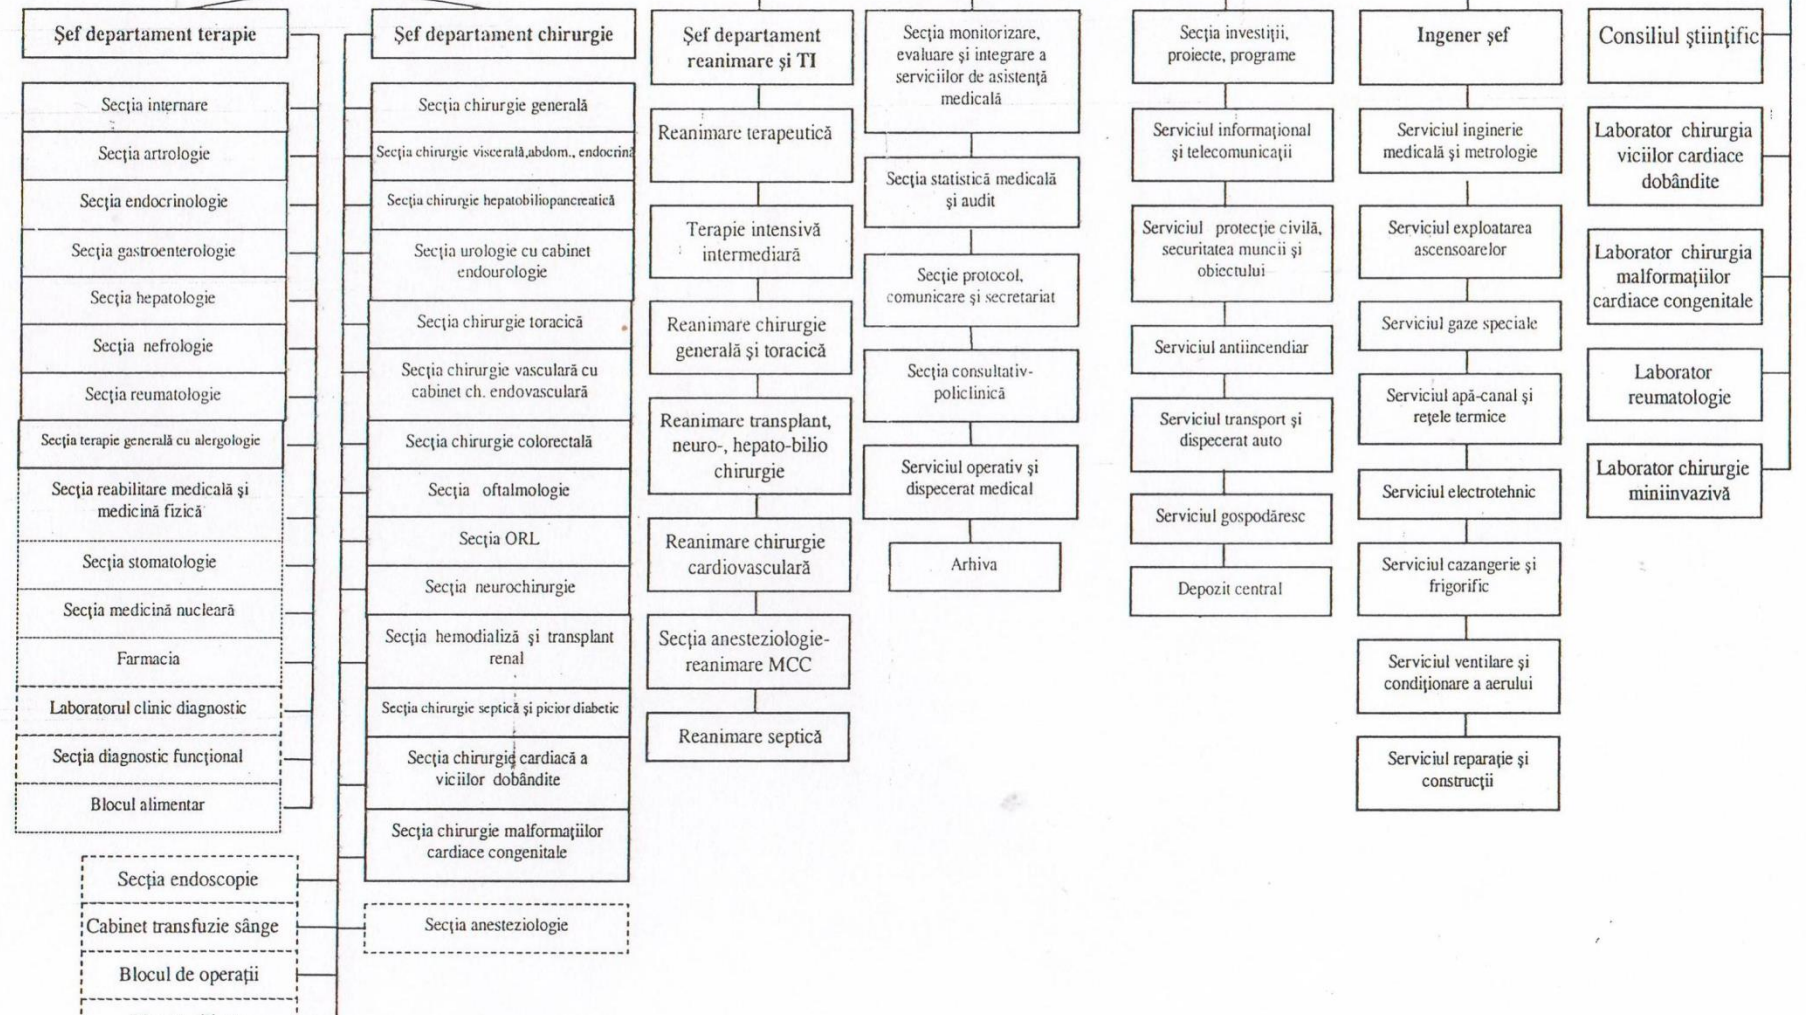 Şef departament terapie
Secţia internare
Secţia artrologie
Secţia endocrinologie
Secţia gastroenterologie
Secţia hepatologie
Secţia nefrologie
Secţia reumatologie
Secţia terapie generală cu alergologie
Secţia reabilitare medicală şi
medicină fizică
Secţia stomatologie
Secţia medicină nucleară
Farmacia
Laboratorul clinic diagnostic
Secţia diagnostic funcţional
Blocul alimentar
Secţia endoscopie
Cabinet transfuzie sânge
Blocul de operaţii
Şef departament chirurgie
Secţia chirurgie generală
Secţia chirurgie viscerală,abdom., endocrină
Secţia chirurgie hepatobiliopancreatică
Secţia urologie cu cabinet
endourologie
Secţia chirurgie toracică
Secţia chirurgie vasculară cu
cabinet ch. endovasculară
Secţia chirurgie colorectală
Secţia oftalmologie
Secţia ORL
Secţia neurochirurgie
Secţia hemodializă şi transplant
renal
Secţia chirurgie septică şi picior diabetic
Secţia chirurgie cardiacă a
viciilor dobândite
Secţia chirurgie malformaţiilor
cardiace congenitale
Secţia anesteziologie
Şef departament
reanimare şi TI
Reanimare terapeutică
Terapie intensivă
intermediară
Reanimare chirurgie
generală şi toracică
Reanimare transplant,
neuro-, hepato-bilio
chirurgie
Reanimare chirurgie
cardiovasculară
Secţia anesteziologie-
reanimare MCC
Reanimare septică
Secţia monitorizare,
evaluare şi integrare a
serviciilor de asistenţă
medicală
Secţia statistică medicală
şi audit
Secţie protocol,
comunicare şi secretariat
Secţia consultativ-
policlinică
Serviciul operativ şi
dispecerat medical
Arhiva
Secţia investiţii,
proiecte, programe
Serviciul informaţional
şi telecomunicaţii
Serviciul protecţie civilă,
securitatea muncii şi
obiectului
Serviciul antiincendiar
Serviciul transport şi
dispecerat auto
Serviciul gospodăresc
Depozit central
Ingener şef
Serviciul inginerie
medicală şi metrologie
Serviciul exploatarea
ascensoarelor
Serviciul gaze speciale
Serviciul apă-canal şi
reţele termice
Serviciul electrotehnic
Serviciul cazangerie şi
frigorific
Serviciul ventilare şi
condiţionare a aerului
Serviciul reparaţie şi
construcţii
Consiliul ştiinţific
Laborator chirurgia
viciilor cardiace
dobândite
Laborator chirurgia
malformaţiilor
cardiace congenitale
Laborator
reumatologie
Laborator chirurgie
miniinvazivă